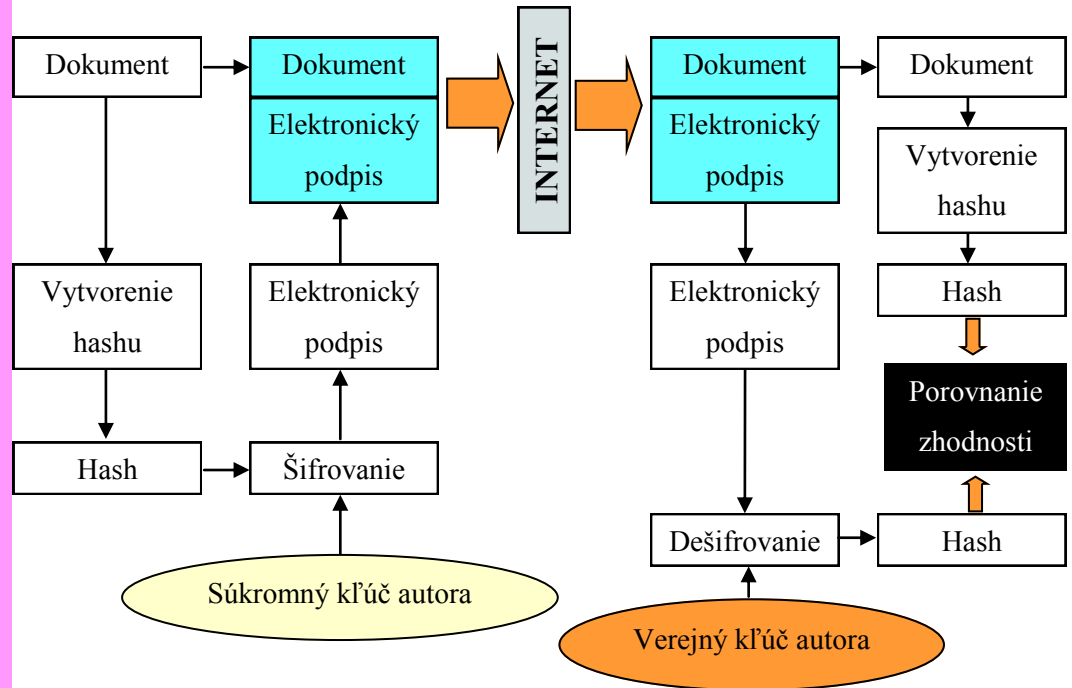 Dokument
Dokument
Elektronický
podpis
INTERNET
Dokument
Elektronický
podpis
Dokument
Vytvorenie
hashu
Vytvorenie
hashu
Elektronický
podpis
Elektronický
podpis
Hash
Porovnanie
zhodnosti
Hash
Šifrovanie
Dešifrovanie
Hash
Súkromný kľúč autora
Verejný kľúč autora